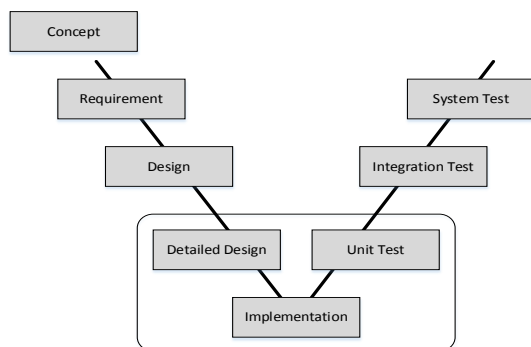 Concept
Requirement
System Test
Design
Integration Test
Detailed Design
Unit Test
Implementation